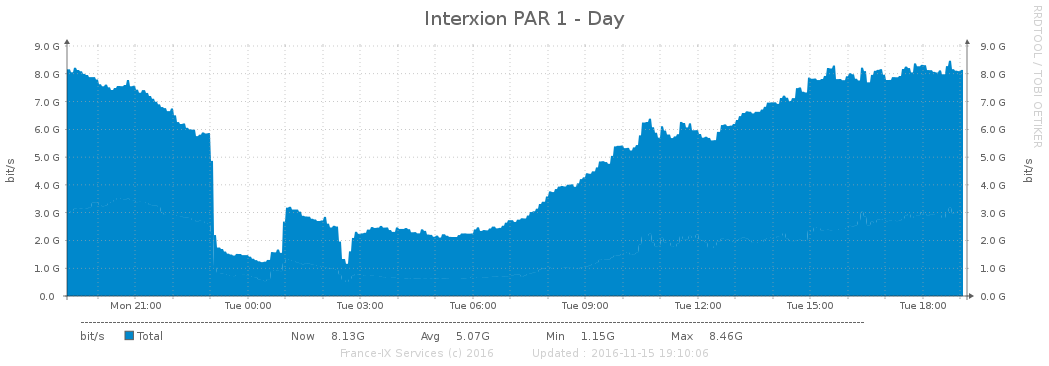 Interxion PAR 1 - Day
RRDTOOL / TOBI OETIKER
bit/s
9.0 G 9.0 G
8.0 G 8.0 G
7.0 G 7.0 G
6.0 G 6.0 G
5.0 G 5.0 G
4.0 G 4.0 G
3.0 G 3.0 G
2.0 G 2.0 G
1.0 G 1.0 G
0.0 0.0 G
bit/s
Mon 21:00 Tue 00:00 Tue 03:00 Tue 06:00 Tue 09:00 Tue 12:00 Tue 15:00 Tue 18:00
bit/s Total Now 8.13G Avg 5.07G Min 1.15G Max 8.46G
France-IX Services (c) 2016 Updated : 2016-11-15 19:10:06